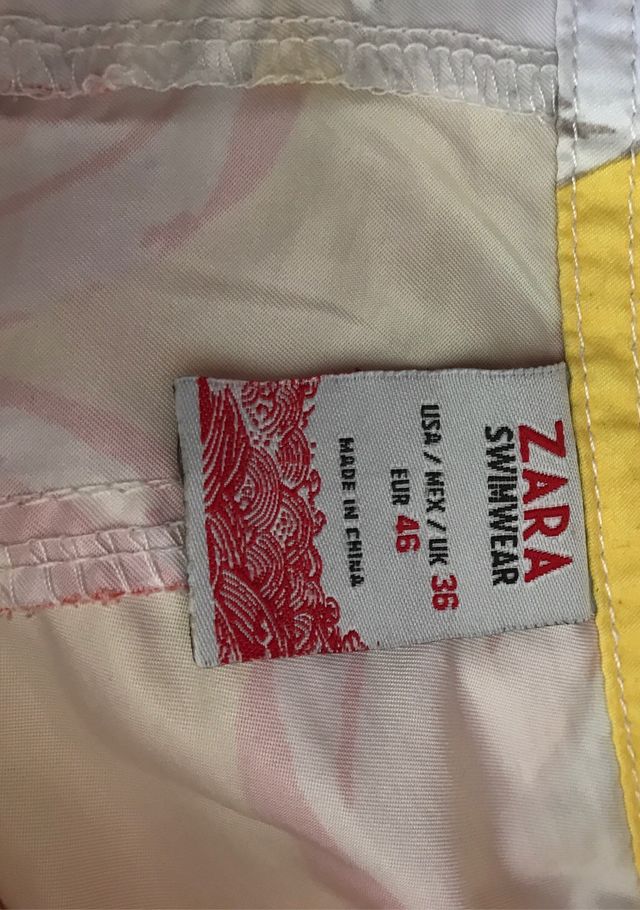 ZARA
SWIMWEAR
USA / MEX / UK 36
EUR 46
MADE IN CHINA